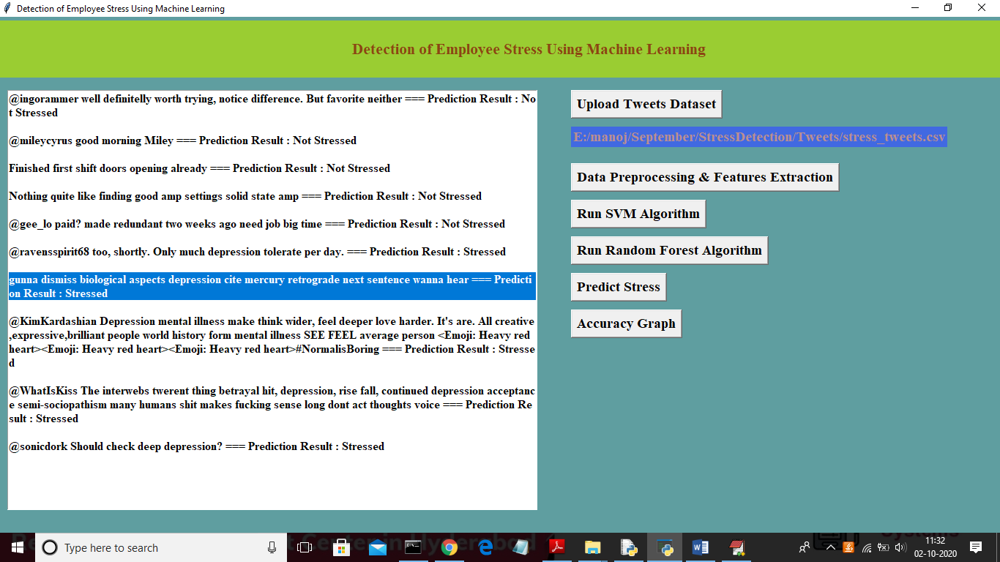 Detection of Employee Stress Using Machine Learning
Detection of Employee Stress Using Machine Learning
@ingorammer well definitelly worth trying, notice difference. But favorite neither === Prediction Result : No
t Stressed
@mileycyrus good morning Miley === Prediction Result : Not Stressed
Finished first shift doors opening already === Prediction Result : Not Stressed
Nothing quite like finding good amp settings solid state amp === Prediction Result : Not Stressed
@gee_lo paid? made redundant two weeks ago need job big time === Prediction Result : Not Stressed
@ravensspirit68 too, shortly. Only much depression tolerate per day. === Prediction Result : Stressed
gunna dismiss biological aspects depression cite mercury retrograde next sentence wanna hear === Predicti
on Result : Stressed
@KimKardashian Depression mental illness make think wider, feel deeper love harder. It's are. All creative
,expressive,brilliant people world history form mental illness SEE FEEL average person <Emoji: Heavy red
heart><Emoji: Heavy red heart><Emoji: Heavy red heart>#NormalisBoring === Prediction Result : Stresse
d
@WhatIsKiss The interwebs twerent thing betrayal hit, depression, rise fall, continued depression acceptanc
e semi-sociopathism many humans shit makes fucking sense long dont act thoughts voice === Prediction Re
sult : Stressed
@sonicdork Should check deep depression? === Prediction Result : Stressed
Upload Tweets Dataset
E:/manoj/September/StressDetection/Tweets/stress_tweets.csv
Data Preprocessing & Features Extraction
Run SVM Algorithm
Run Random Forest Algorithm
Predict Stress
Accuracy Graph
Type here to search
11:32
02-10-2020